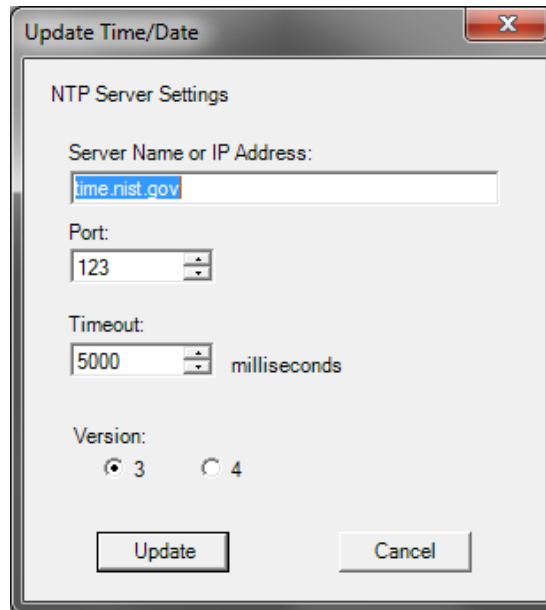 Update Time/Date
NTP Server Settings
Server Name or IP Address:
time.nist.gov
Port:
123
Timeout:
5000 milliseconds
Version:
3 4
Update Cancel